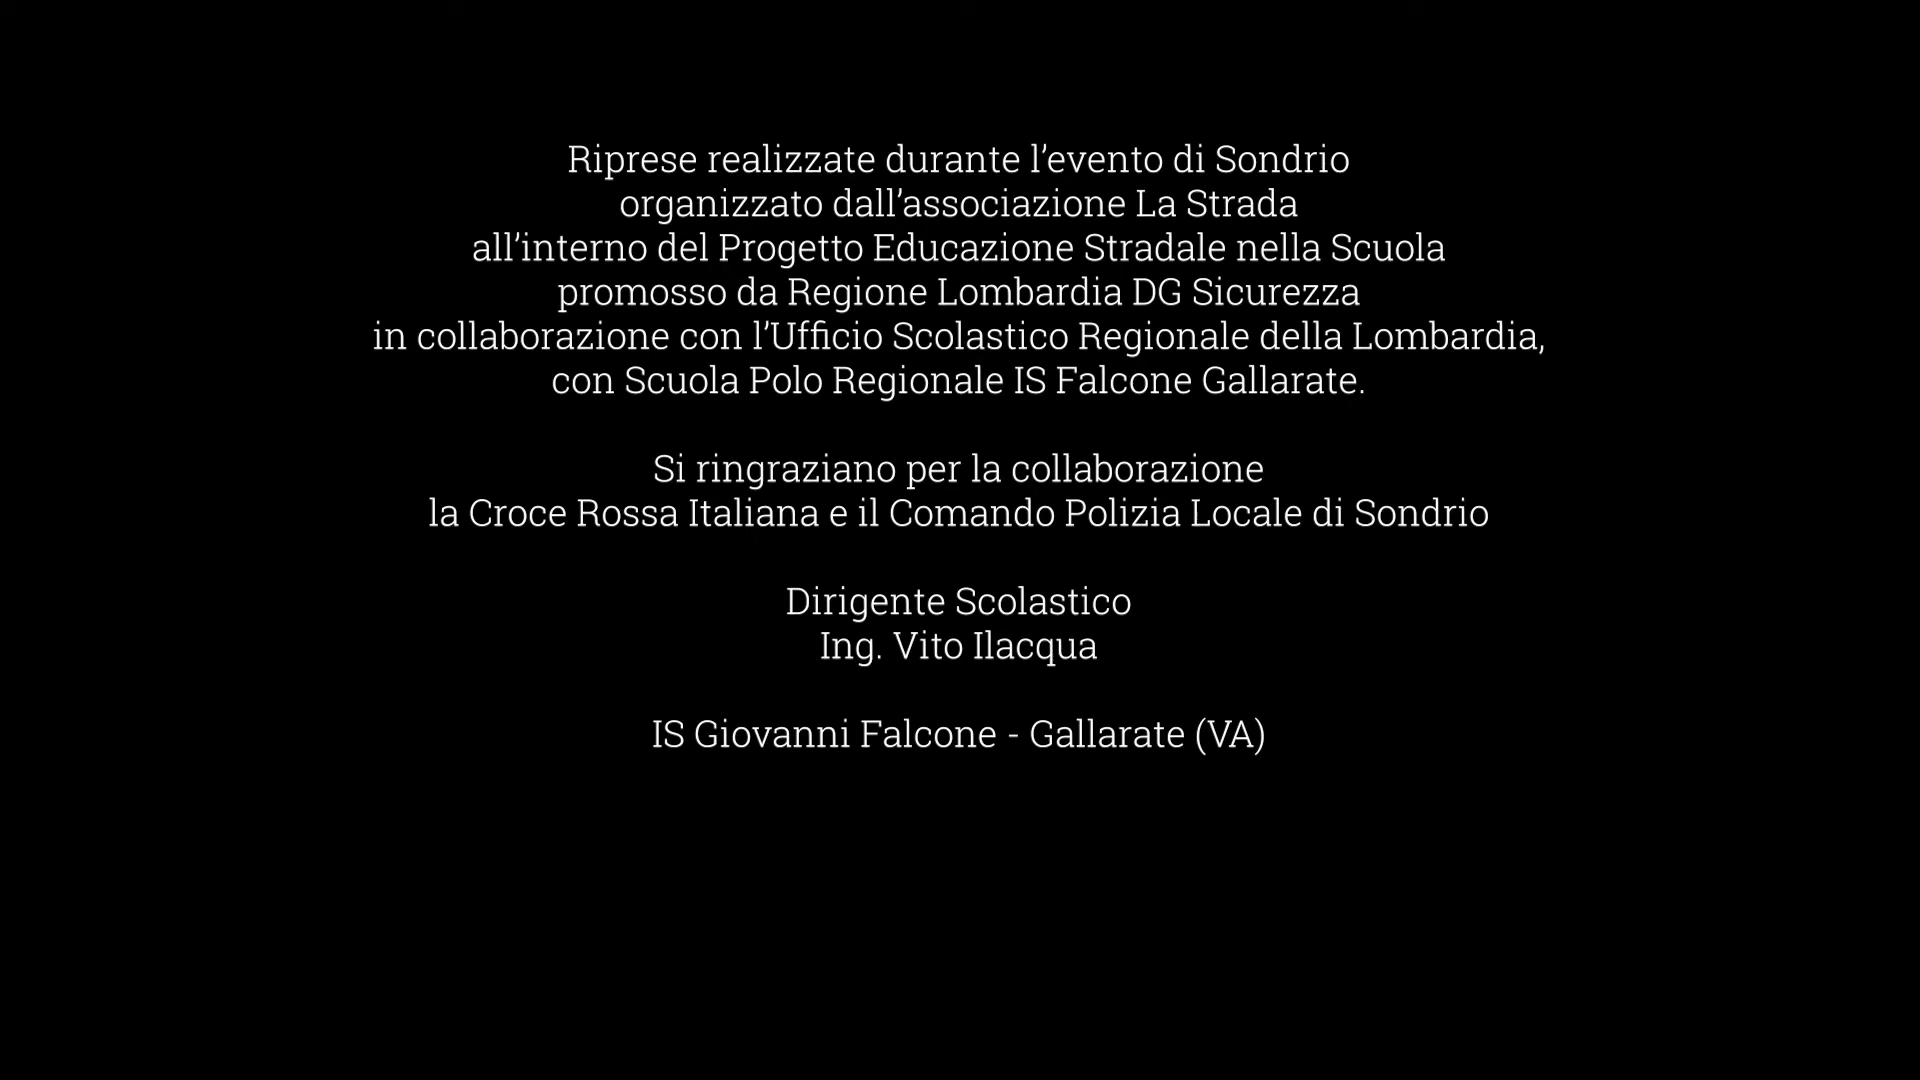 Riprese realizzate durante l’evento di Sondrio
organizzato dall’associazione La Strada
all’interno del Progetto Educazione Stradale nella Scuola
promosso da Regione Lombardia DG Sicurezza
in collaborazione con l’Ufficio Scolastico Regionale della Lombardia,
con Scuola Polo Regionale IS Falcone Gallarate.
Si ringraziano per la collaborazione
la Croce Rossa Italiana e il Comando Polizia Locale di Sondrio
Dirigente Scolastico
Ing. Vito Ilacqua
IS Giovanni Falcone - Gallarate (VA)